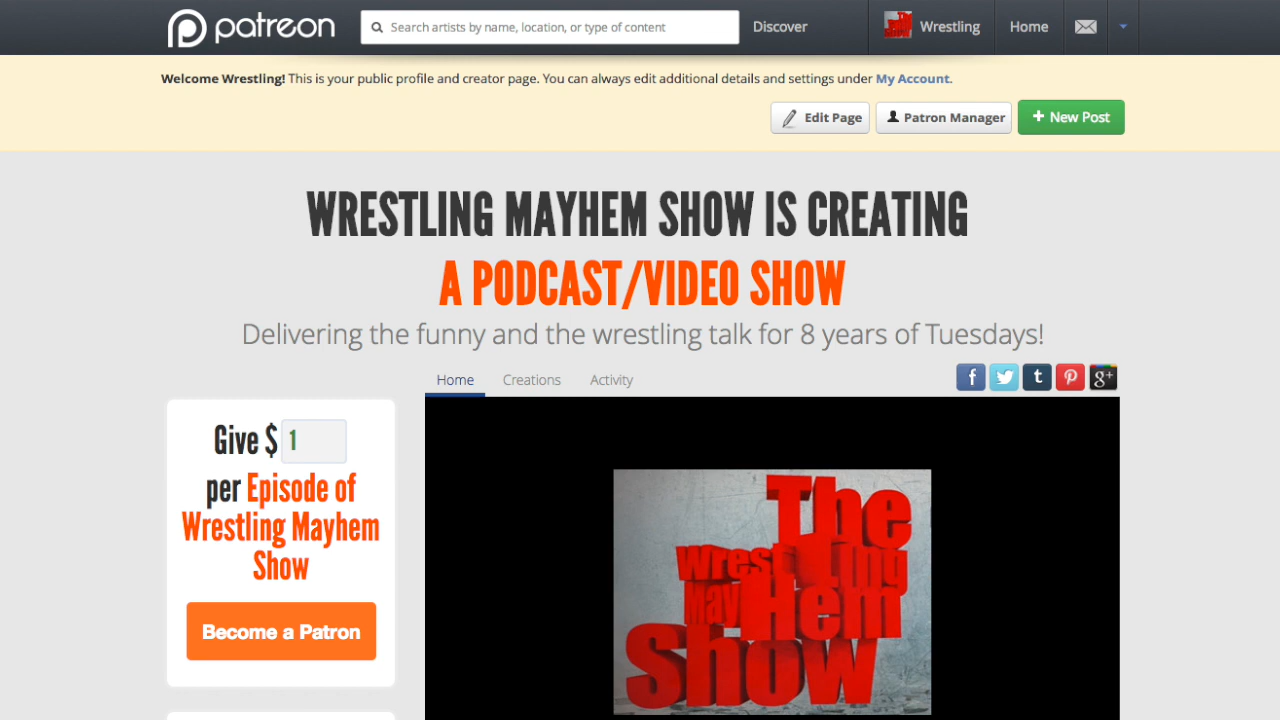 patreon
Search artists by name, location, or type of content
Discover
Wrestling
Home
Welcome Wrestling! This is your public profile and creator page. You can always edit additional details and settings under My Account.
Edit Page
Patron Manager
+ New Post
WRESTLING MAYHEM SHOW IS CREATING
A PODCAST/VIDEO SHOW
Delivering the funny and the wrestling talk for 8 years of Tuesdays!
Home
Creations
Activity
f
t
g+
Give $ 1
per Episode of
Wrestling Mayhem
Show
Become a Patron
The
Wrestling
MayHem
Show